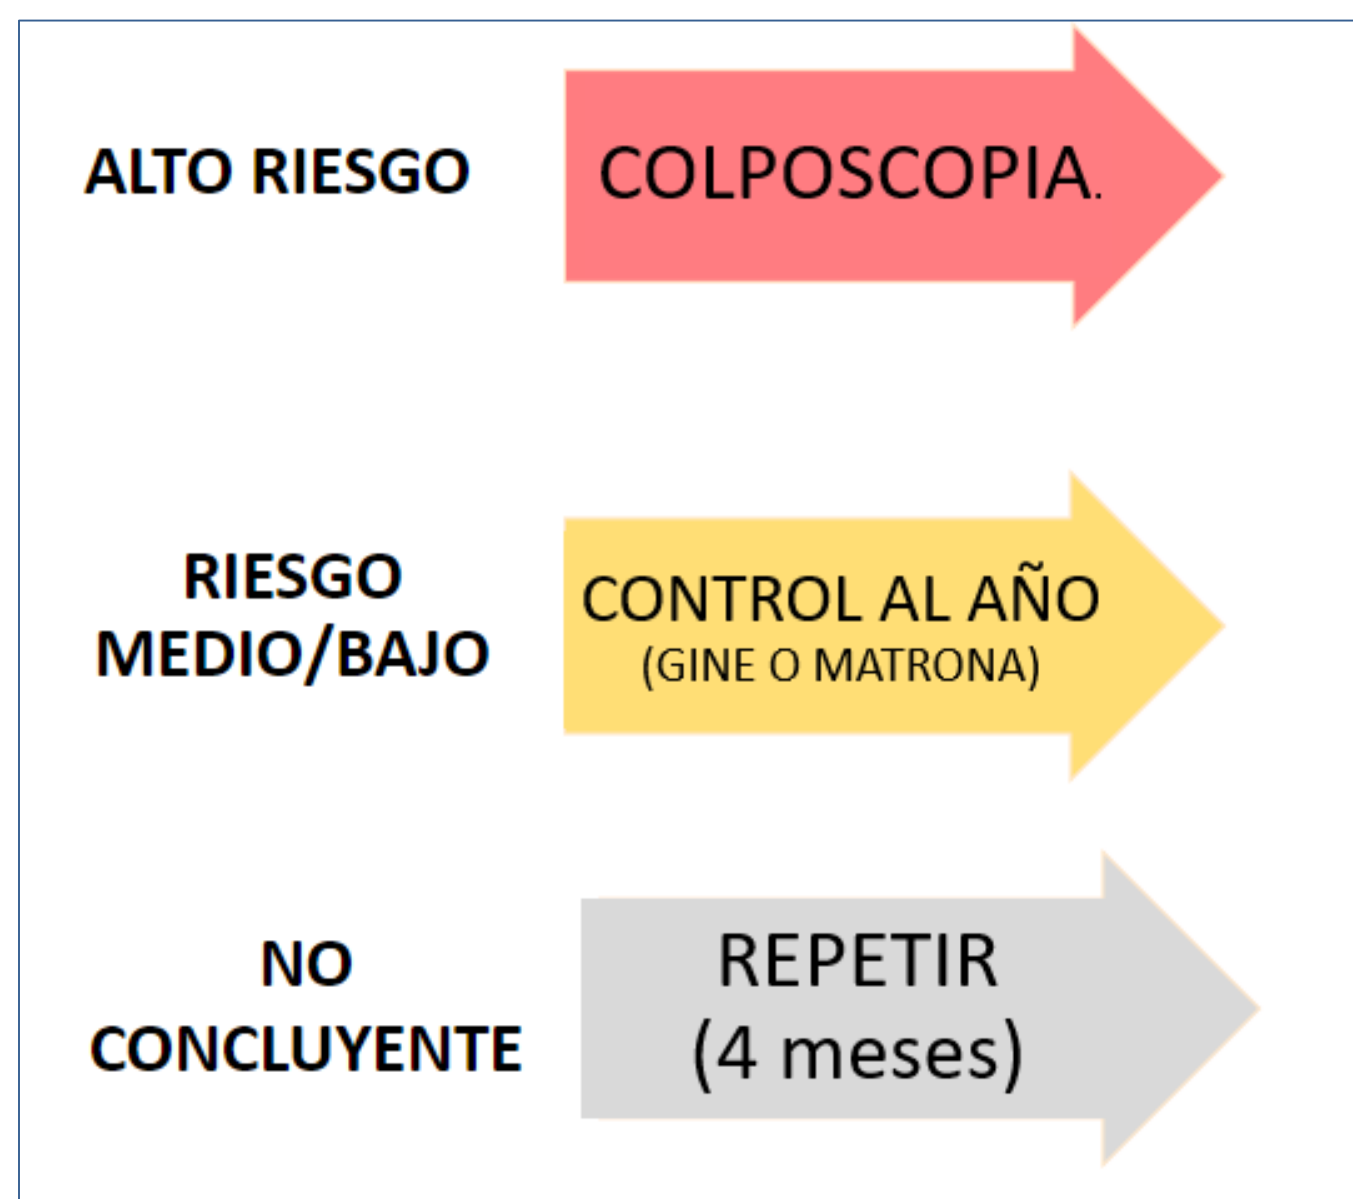 ALTO RIESGO
COLPOSCOPIA.
RIESGO
MEDIO/BAJO
CONTROL AL AÑO
(GINE O MATRONA)
NO
CONCLUYENTE
REPETIR
(4 meses)